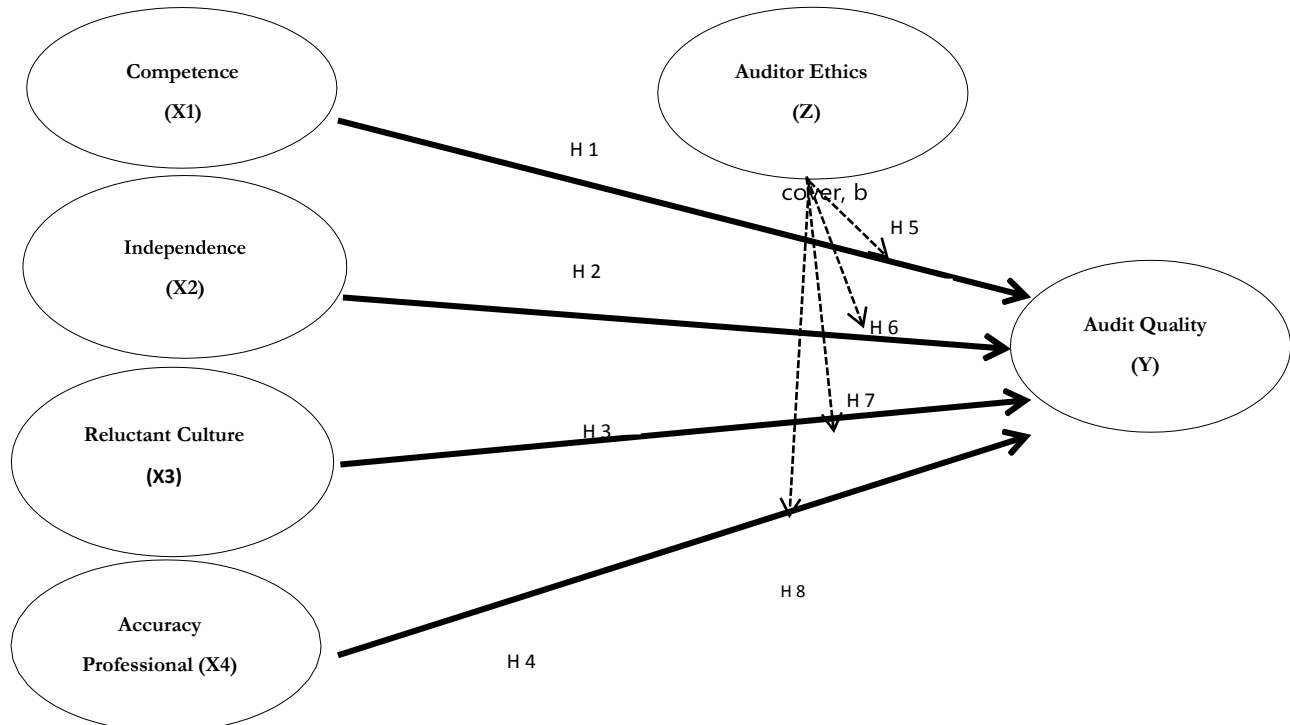 Competence
(X1)
Auditor Ethics
(Z)
H 1
cover, b
H 5
Independence
(X2)
H 2
H 6
Audit Quality
(Y)
Reluctant Culture
(X3)
H 3
H 7
Accuracy
Professional (X4)
H 8
H 4